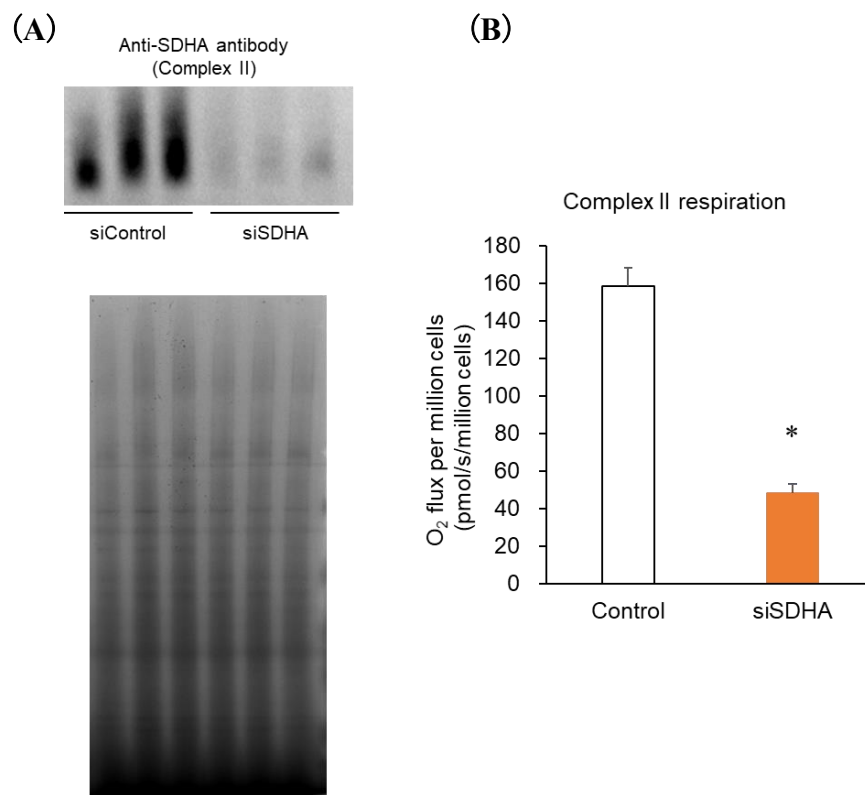 (A)
Anti-SDHA antibody
(Complex II)
siControl
siSDHA
(B)
Complex II respiration
O₂ flux per million cells
(pmol/s/million cells)
180
160
140
120
100
80
60
40
20
0
*
Control
siSDHA